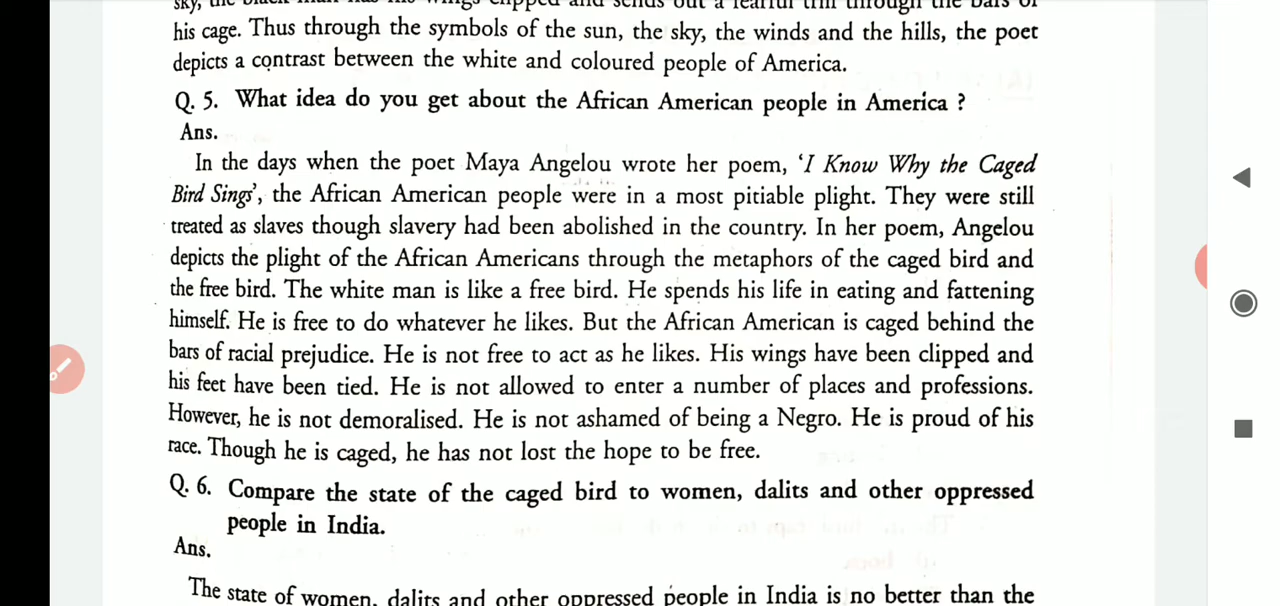 sky, the black man has his wings clipped and sends out a fearful trill through the bars of
his cage. Thus through the symbols of the sun, the sky, the winds and the hills, the poet
depicts a contrast between the white and coloured people of America.
Q. 5. What idea do you get about the African American people in America ?
Ans.
In the days when the poet Maya Angelou wrote her poem, ‘I Know Why the Caged
Bird Sings’, the African American people were in a most pitiable plight. They were still
treated as slaves though slavery had been abolished in the country. In her poem, Angelou
depicts the plight of the African Americans through the metaphors of the caged bird and
the free bird. The white man is like a free bird. He spends his life in eating and fattening
himself. He is free to do whatever he likes. But the African American is caged behind the
bars of racial prejudice. He is not free to act as he likes. His wings have been clipped and
his feet have been tied. He is not allowed to enter a number of places and professions.
However, he is not demoralised. He is not ashamed of being a Negro. He is proud of his
race. Though he is caged, he has not lost the hope to be free.
Q. 6. Compare the state of the caged bird to women, dalits and other oppressed
people in India.
Ans.
The state of women, dalits and other oppressed people in India is no better than the